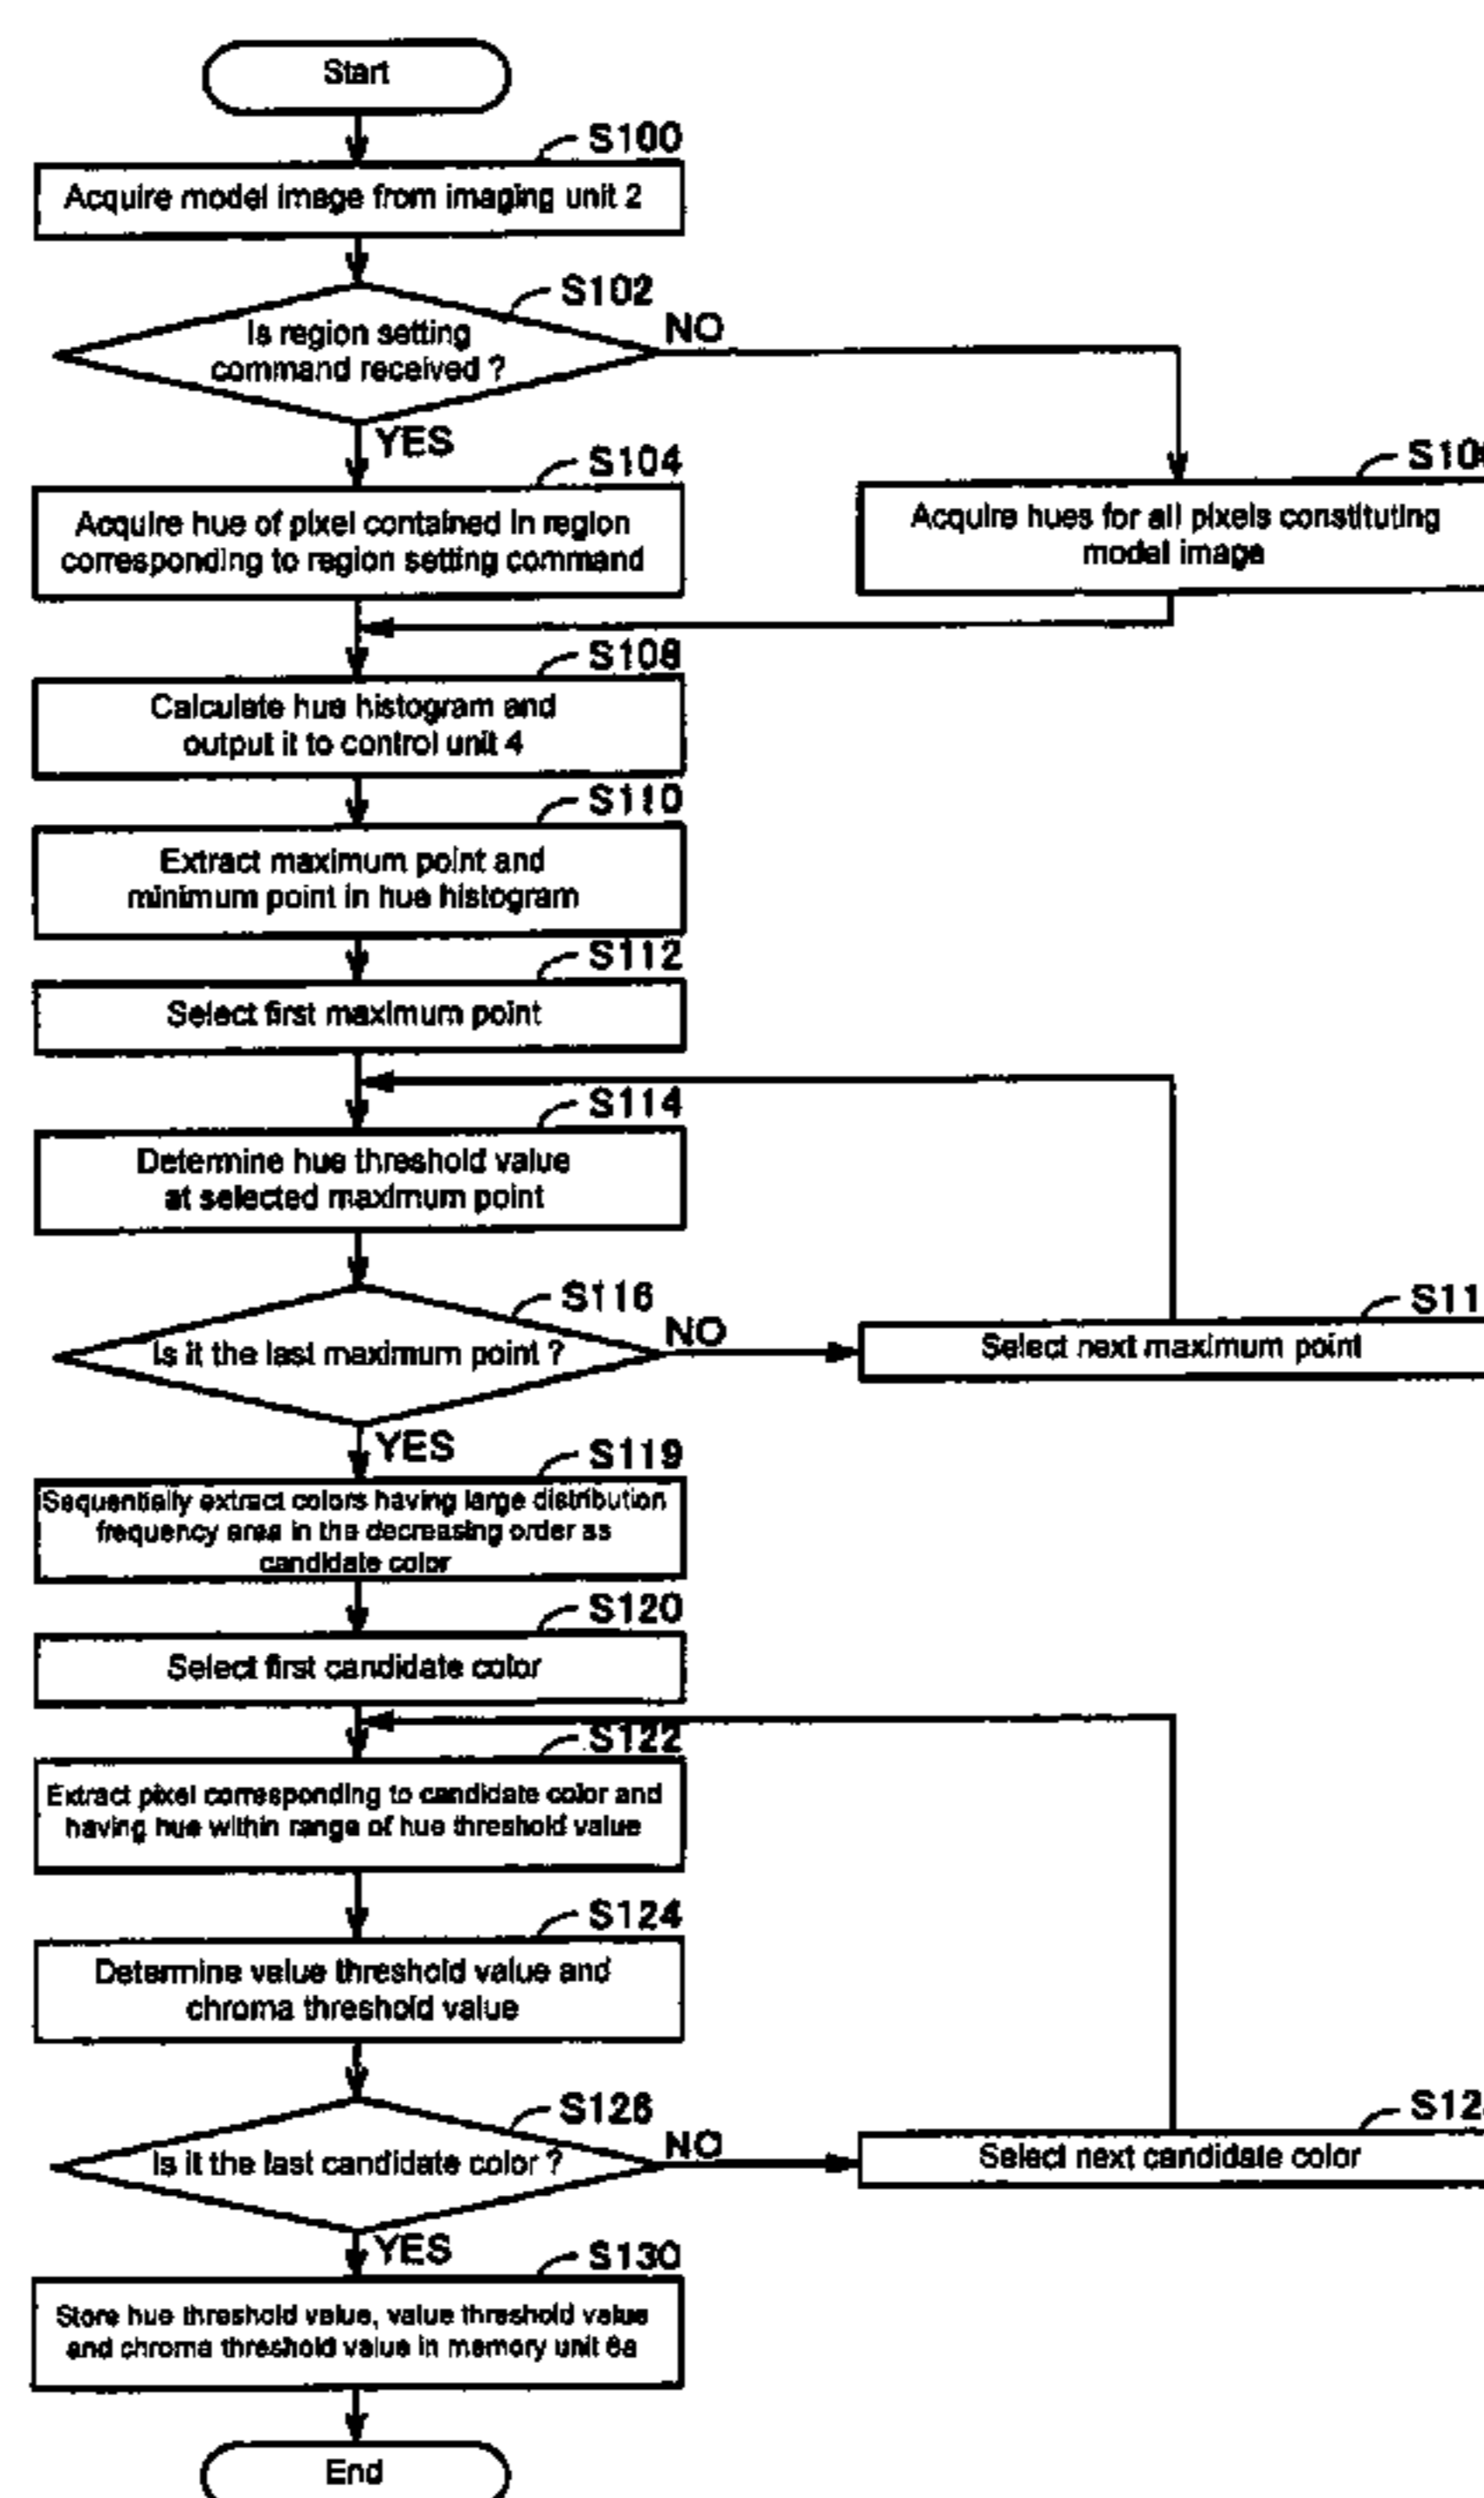 Start
S100
Acquire model image from imaging unit 2
S102
Is region setting
command received ?
NO
YES
S104
Acquire hue of pixel contained in region
corresponding to region setting command
Acquire hues for all pixels constituting
model image
S108
Calculate hue histogram and
output it to control unit 4
S110
Extract maximum point and
minimum point in hue histogram
S112
Select first maximum point
S114
Determine hue threshold value
at selected maximum point
S116
Is it the last maximum point ?
NO
S11
Select next maximum point
YES
S119
Sequentially extract colors having large distribution
frequency area in the decreasing order as
candidate color
S120
Select first candidate color
S122
Extract pixel corresponding to candidate color and
having hue within range of hue threshold value
S124
Determine value threshold value and
chroma threshold value
S126
Is it the last candidate color ?
NO
S12
Select next candidate color
YES
S130
Store hue threshold value, value threshold value
and chroma threshold value in memory unit 6a
End